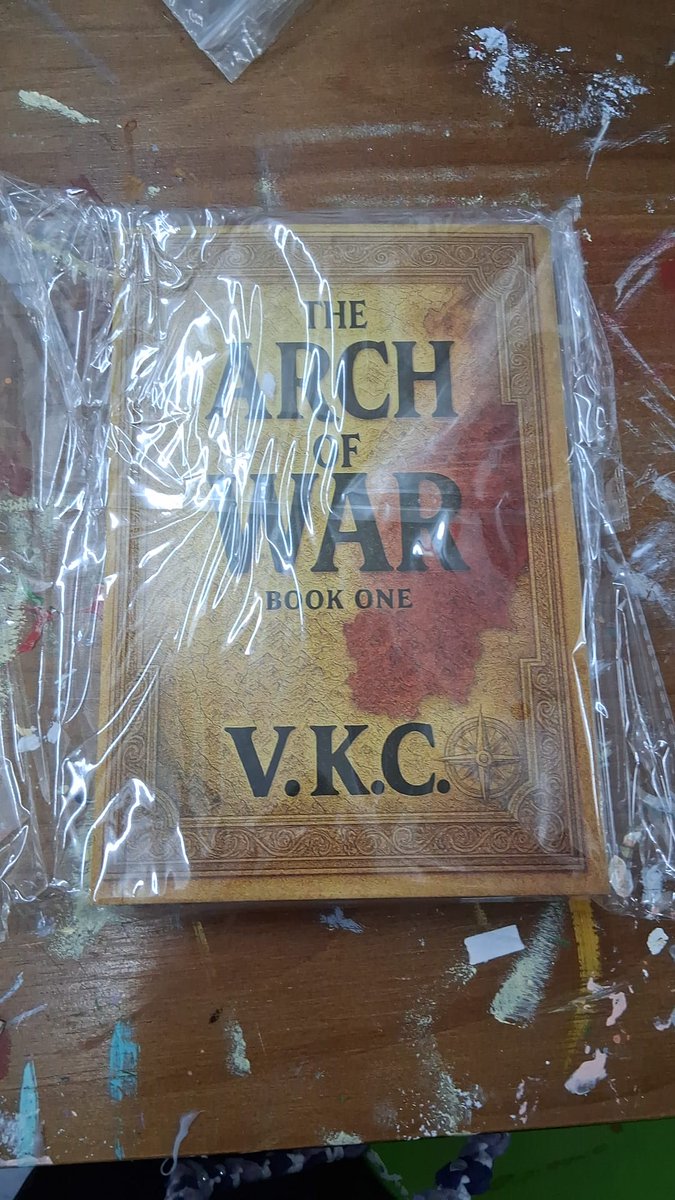 THE
ARCH
OF
WAR
BOOK ONE
V.K.C.